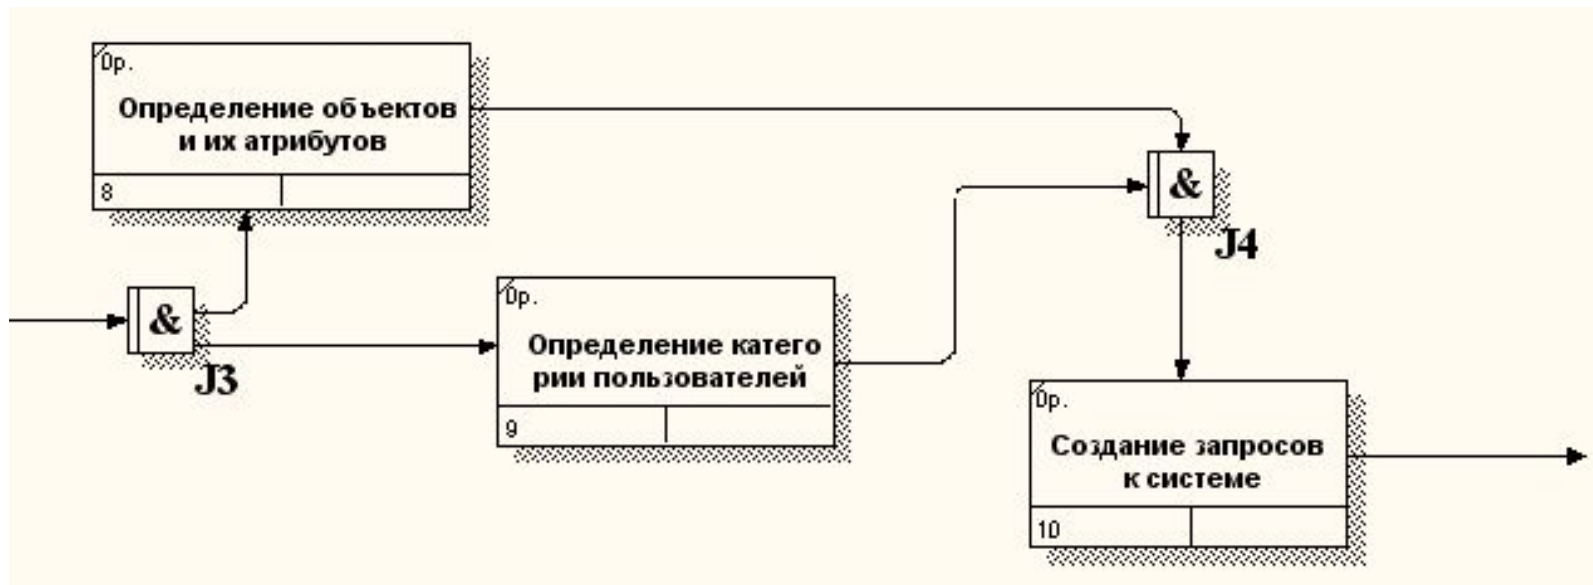 0р.
Определение объектов
и их атрибутов
8
&
J4
&
J3
0р.
Определение катего
рии пользователей
9
0р.
Создание запросов
к системе
10